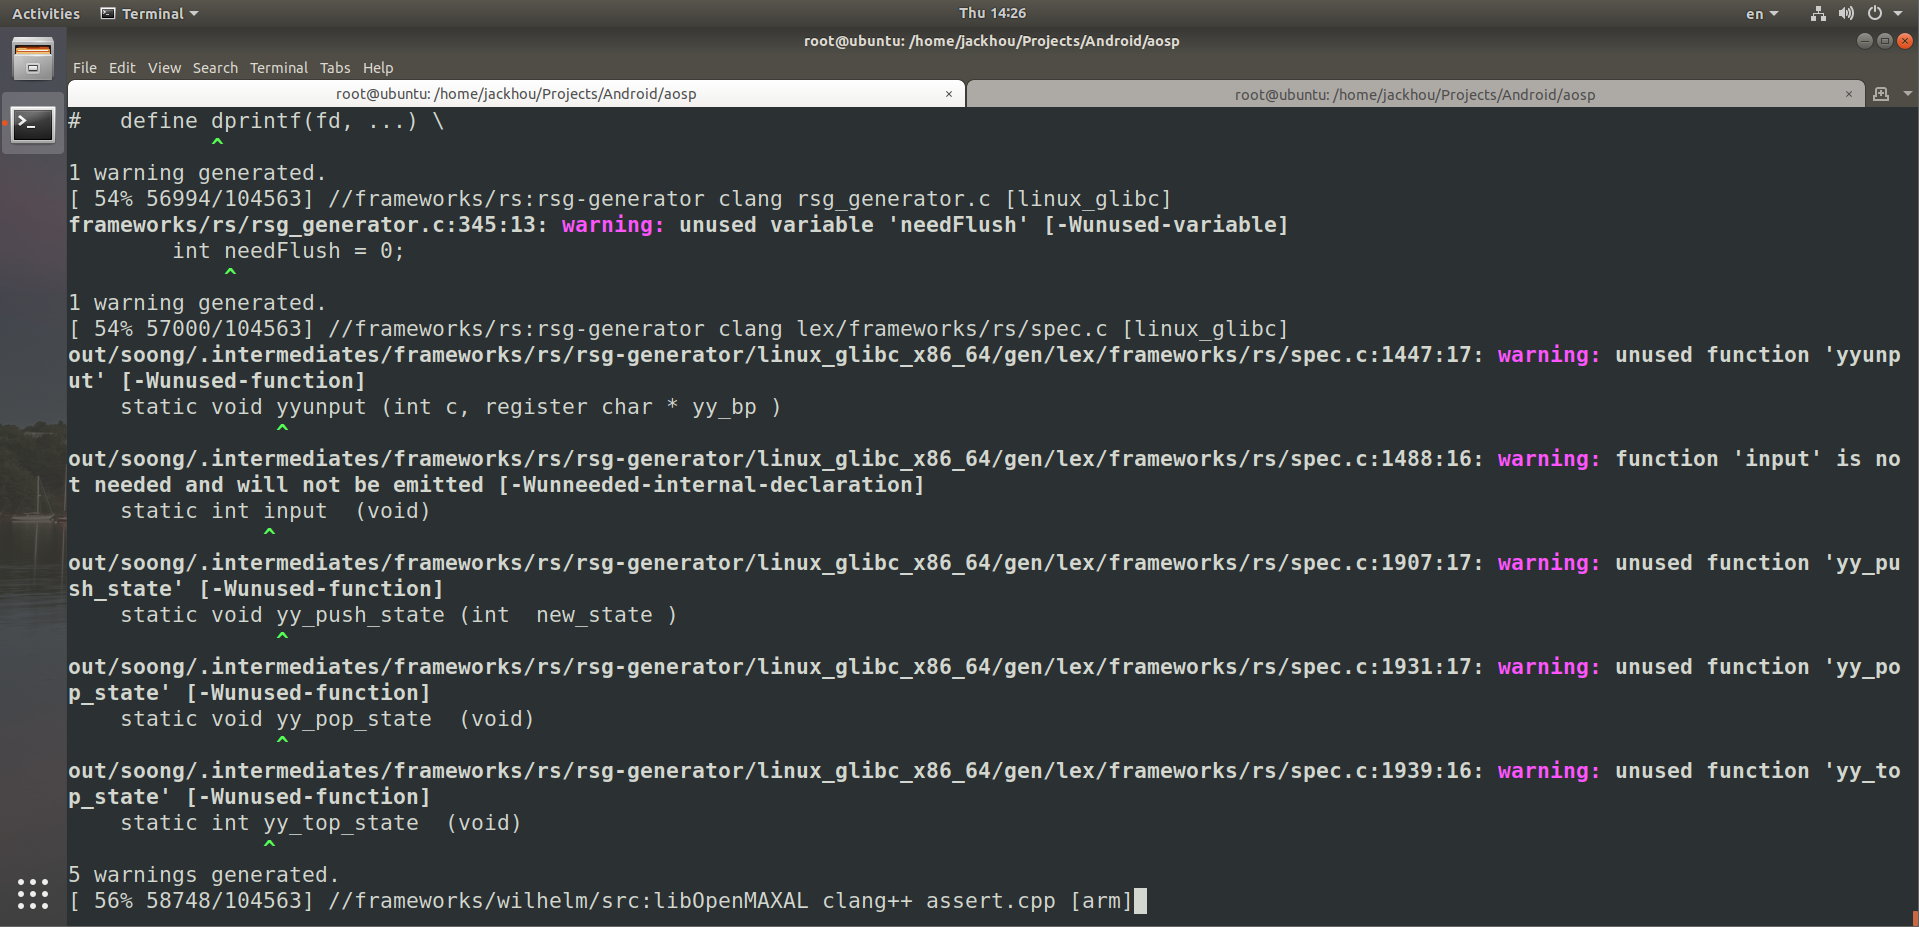 Activities Terminal Thu 14:26 en
root@ubuntu: /home/jackhou/Projects/Android/aosp
File Edit View Search Terminal Tabs Help
root@ubuntu: /home/jackhou/Projects/Android/aosp × root@ubuntu: /home/jackhou/Projects/Android/aosp ×
#   define dprintf(fd, ...) \
           ^
1 warning generated.
[ 54% 56994/104563] //frameworks/rs:rsg-generator clang rsg_generator.c [linux_glibc]
frameworks/rs/rsg_generator.c:345:13: warning: unused variable 'needFlush' [-Wunused-variable]
        int needFlush = 0;
            ^
1 warning generated.
[ 54% 57000/104563] //frameworks/rs:rsg-generator clang lex/frameworks/rs/spec.c [linux_glibc]
out/soong/.intermediates/frameworks/rs/rsg-generator/linux_glibc_x86_64/gen/lex/frameworks/rs/spec.c:1447:17: warning: unused function 'yyunp
ut' [-Wunused-function]
    static void yyunput (int c, register char * yy_bp )
                ^
out/soong/.intermediates/frameworks/rs/rsg-generator/linux_glibc_x86_64/gen/lex/frameworks/rs/spec.c:1488:16: warning: function 'input' is no
t needed and will not be emitted [-Wunneeded-internal-declaration]
    static int input  (void)
               ^
out/soong/.intermediates/frameworks/rs/rsg-generator/linux_glibc_x86_64/gen/lex/frameworks/rs/spec.c:1907:17: warning: unused function 'yy_pu
sh_state' [-Wunused-function]
    static void yy_push_state (int  new_state )
                ^
out/soong/.intermediates/frameworks/rs/rsg-generator/linux_glibc_x86_64/gen/lex/frameworks/rs/spec.c:1931:17: warning: unused function 'yy_po
p_state' [-Wunused-function]
    static void yy_pop_state  (void)
                ^
out/soong/.intermediates/frameworks/rs/rsg-generator/linux_glibc_x86_64/gen/lex/frameworks/rs/spec.c:1939:16: warning: unused function 'yy_to
p_state' [-Wunused-function]
    static int yy_top_state  (void)
               ^
5 warnings generated.
[ 56% 58748/104563] //frameworks/wilhelm/src:libOpenMAXAL clang++ assert.cpp [arm]